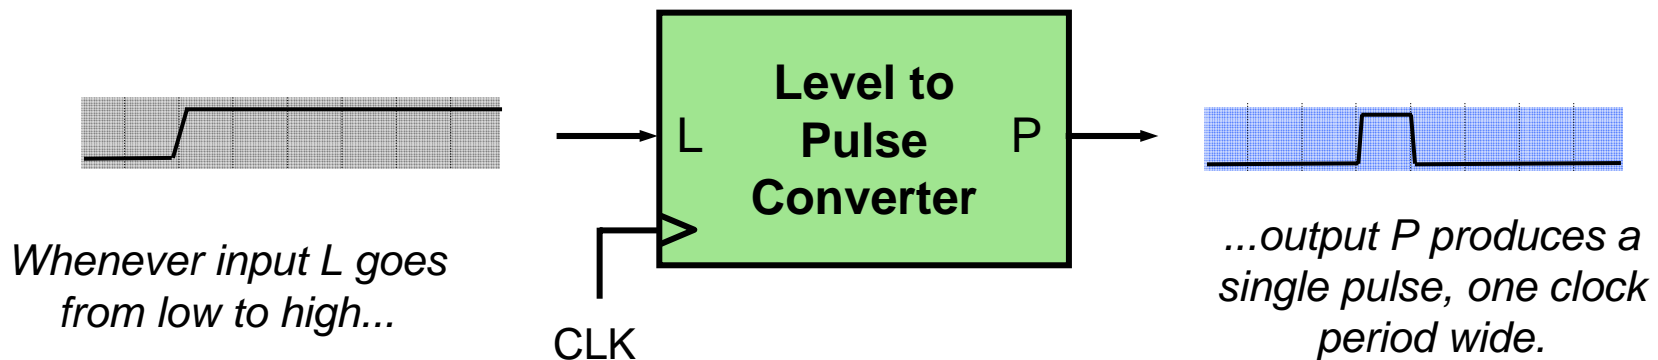 Whenever input L goes
from low to high...
Level to
Pulse
Converter
L
P
CLK
...output P produces a
single pulse, one clock
period wide.